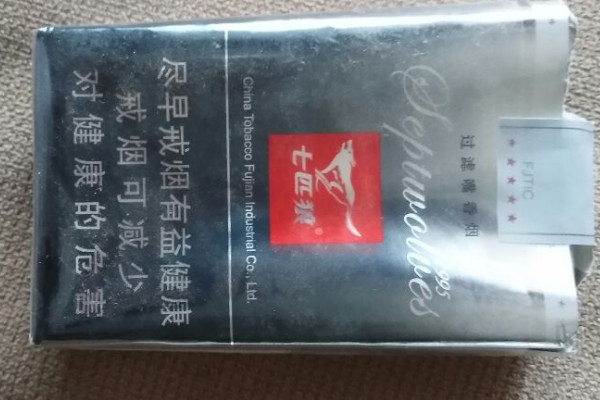 FJTIC
过滤嘴香烟
Septwolves
1995
七匹狼
China Tobacco Fujian Industrial Co., Ltd.
尽早戒烟有益健康
戒烟可减少
对健康的危害